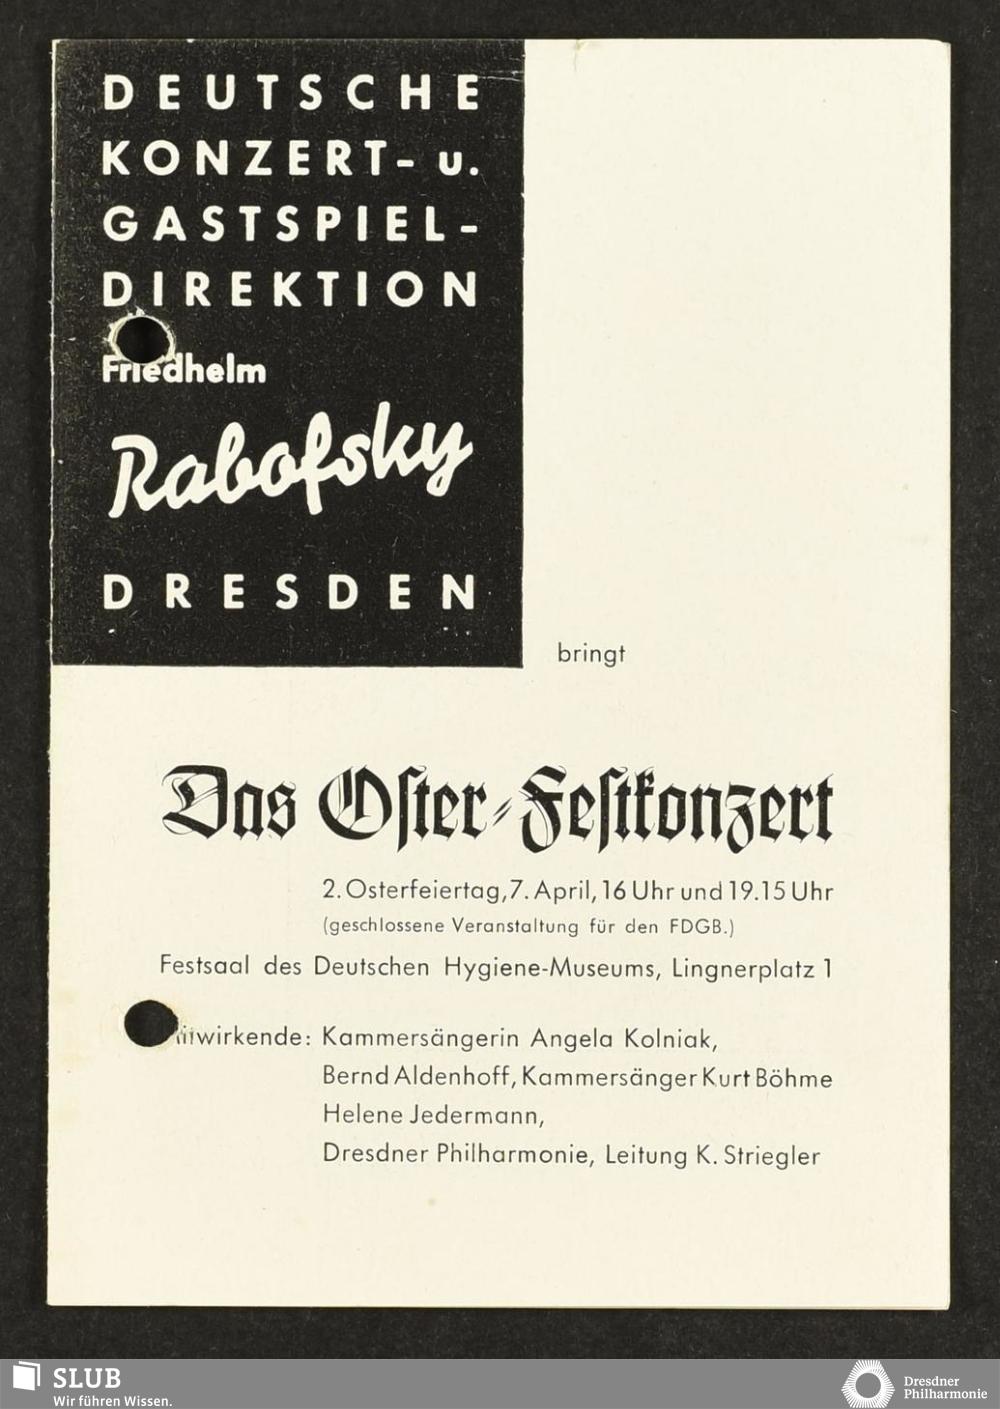 DEUTSCHE
KONZERT- u.
GASTSPIEL-
DIREKTION
Friedhelm
Rabofsky
DRESDEN
bringt
Das Oſter-Feſtkonzert
2. Osterfeiertag, 7. April, 16 Uhr und 19.15 Uhr
(geschlossene Veranstaltung für den FDGB.)
Festsaal des Deutschen Hygiene-Museums, Lingnerplatz 1
Mitwirkende: Kammersängerin Angela Kolniak,
Bernd Aldenhoff, Kammersänger Kurt Böhme
Helene Jedermann,
Dresdner Philharmonie, Leitung K. Striegler
SLUB
Wir führen Wissen.
Dresdner
Philharmonie